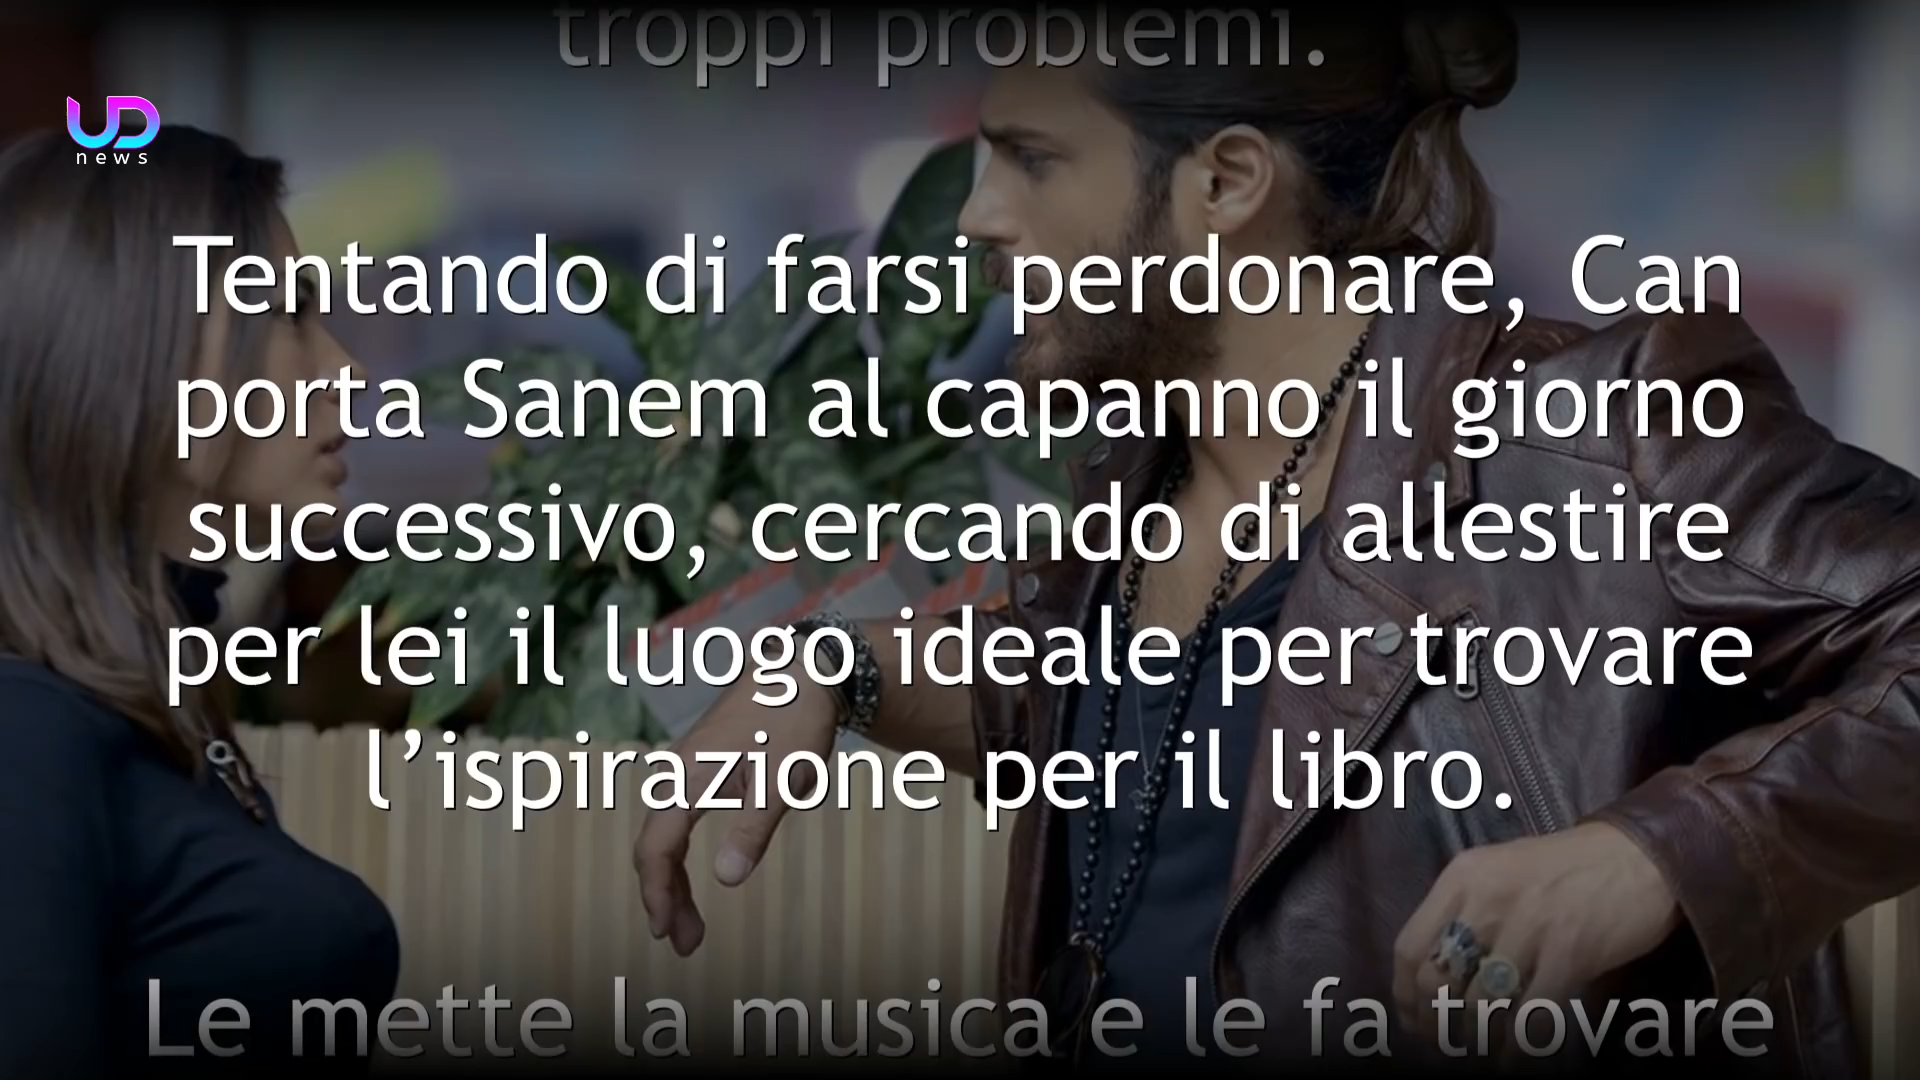 troppi problemi.
UD
news
Tentando di farsi perdonare, Can
porta Sanem al capanno il giorno
successivo, cercando di allestire
per lei il luogo ideale per trovare
l’ispirazione per il libro.
Le mette la musica e le fa trovare